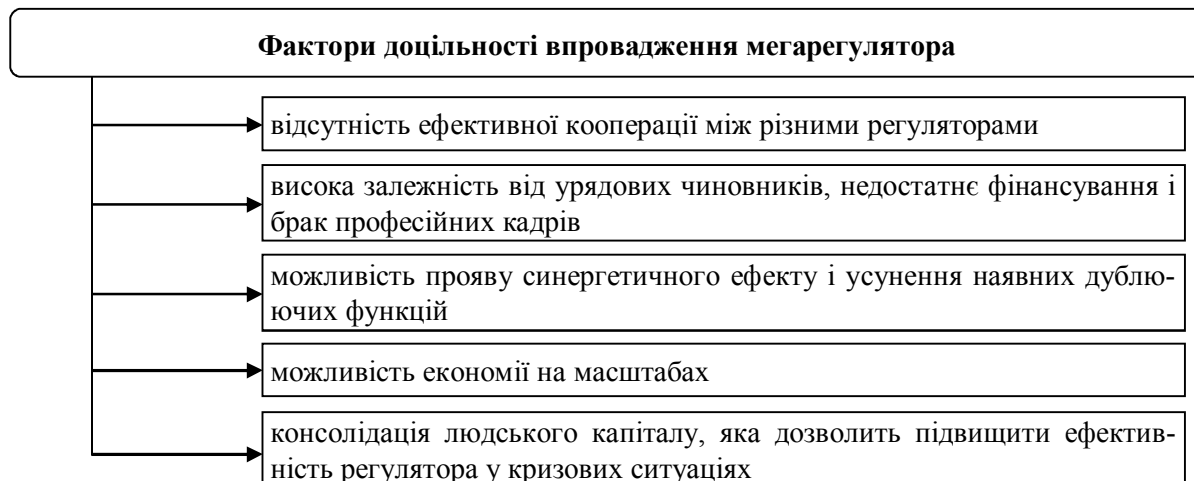 Фактори доцільності впровадження мегарегулятора
відсутність ефективної кооперації між різними регуляторами
висока залежність від урядових чиновників, недостатнє фінансування і
брак професійних кадрів
можливість прояву синергетичного ефекту і усунення наявних дублю-
ючих функцій
можливість економії на масштабах
консолідація людського капіталу, яка дозволить підвищити ефектив-
ність регулятора у кризових ситуаціях